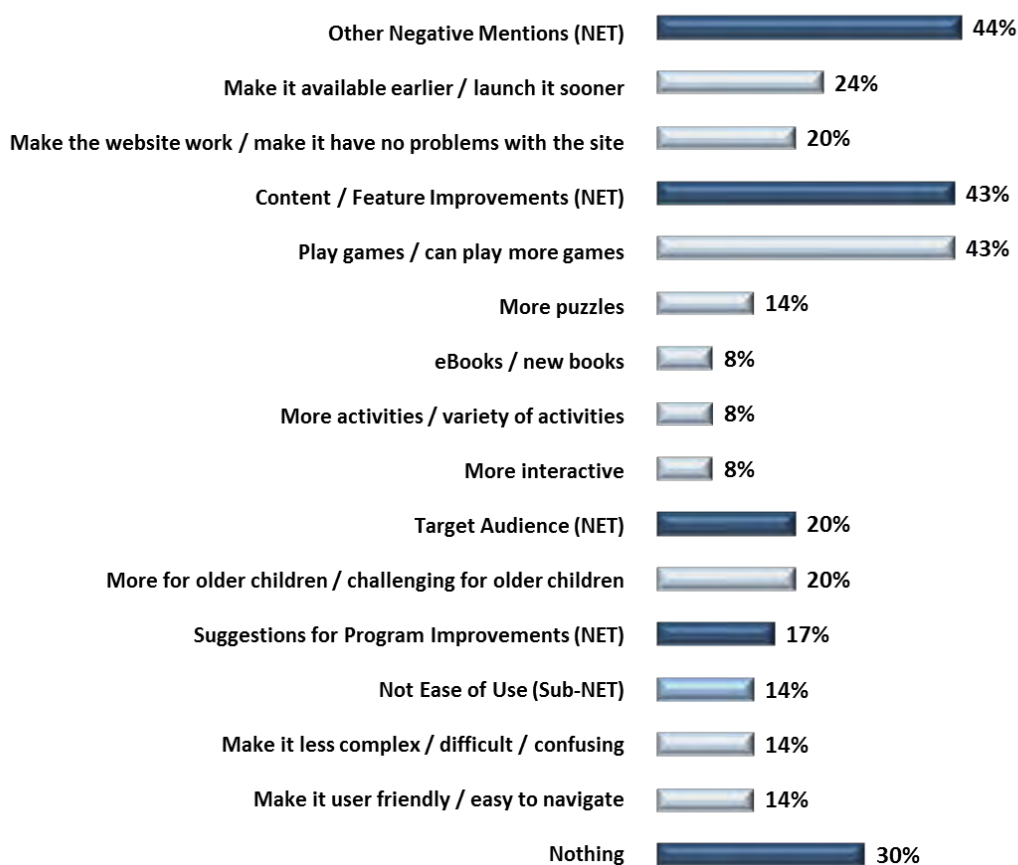 Other Negative Mentions (NET) 44%
Make it available earlier / launch it sooner 24%
Make the website work / make it have no problems with the site 20%
Content / Feature Improvements (NET) 43%
Play games / can play more games 43%
More puzzles 14%
eBooks / new books 8%
More activities / variety of activities 8%
More interactive 8%
Target Audience (NET) 20%
More for older children / challenging for older children 20%
Suggestions for Program Improvements (NET) 17%
Not Ease of Use (Sub-NET) 14%
Make it less complex / difficult / confusing 14%
Make it user friendly / easy to navigate 14%
Nothing 30%